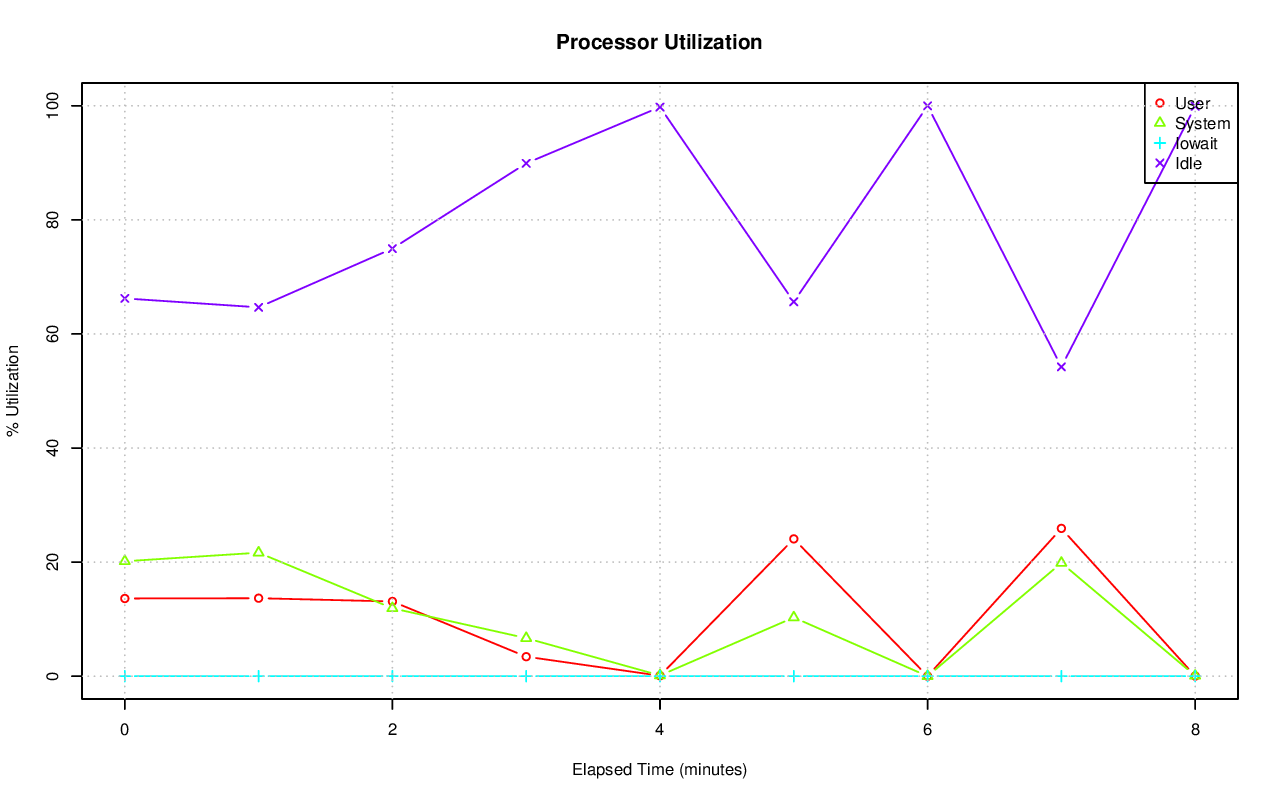 Processor Utilization
% Utilization
100
80
60
40
20
0
User
System
Iowait
Idle
0 2 4 6 8
Elapsed Time (minutes)